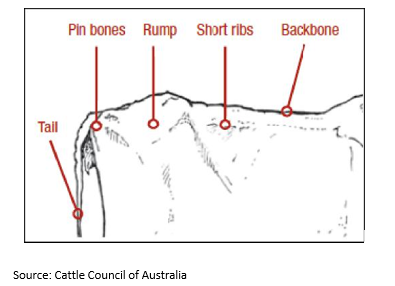 Pin bones Rump Short ribs Backbone
Tail
Source: Cattle Council of Australia